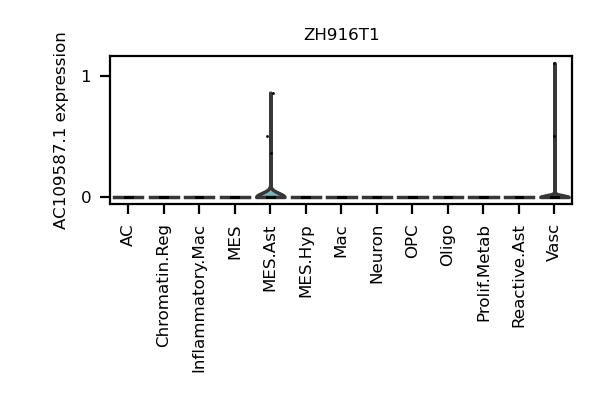 ZH916T1
AC109587.1 expression
1
0
AC
Chromatin.Reg
Inflammatory.Mac
MES
MES.Ast
MES.Hyp
Mac
Neuron
OPC
Oligo
Prolif.Metab
Reactive.Ast
Vasc